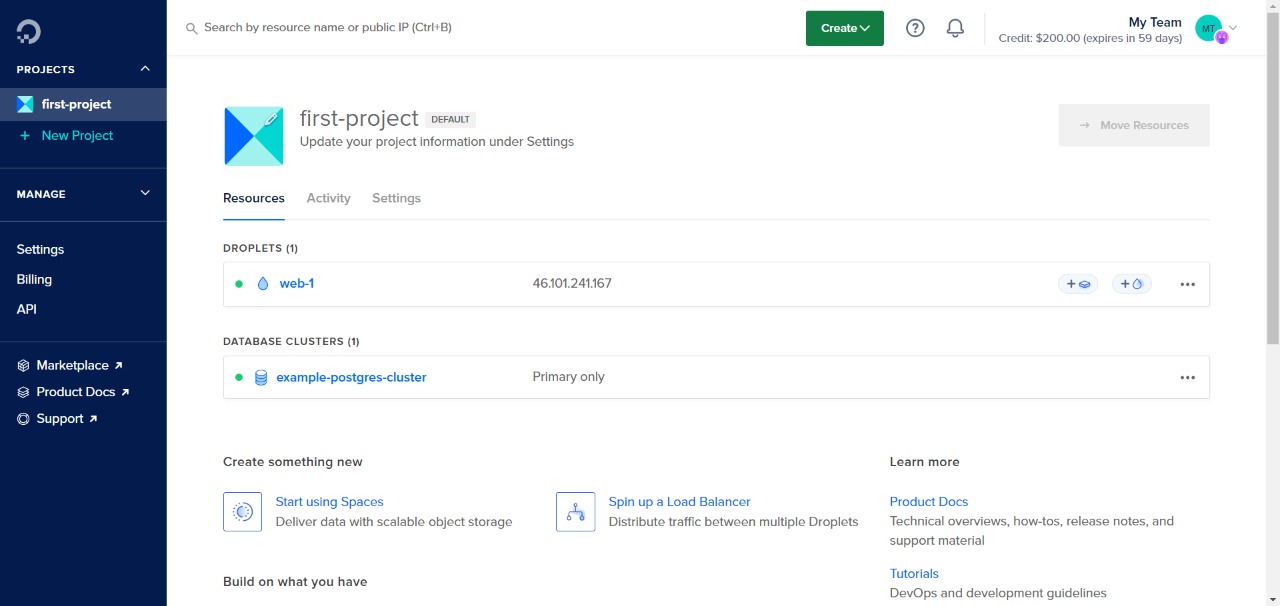 Search by resource name or public IP (Ctrl+B)
Create
My Team
Credit: $200.00 (expires in 59 days)
MT
PROJECTS
first-project
+ New Project
MANAGE
Settings
Billing
API
Marketplace
Product Docs
Support
first-project DEFAULT
Update your project information under Settings
→ Move Resources
Resources Activity Settings
DROPLETS (1)
web-1 46.101.241.167 + + •••
DATABASE CLUSTERS (1)
example-postgres-cluster Primary only •••
Create something new
Start using Spaces
Deliver data with scalable object storage
Spin up a Load Balancer
Distribute traffic between multiple Droplets
Build on what you have
Learn more
Product Docs
Technical overviews, how-tos, release notes, and
support material
Tutorials
DevOps and development guidelines